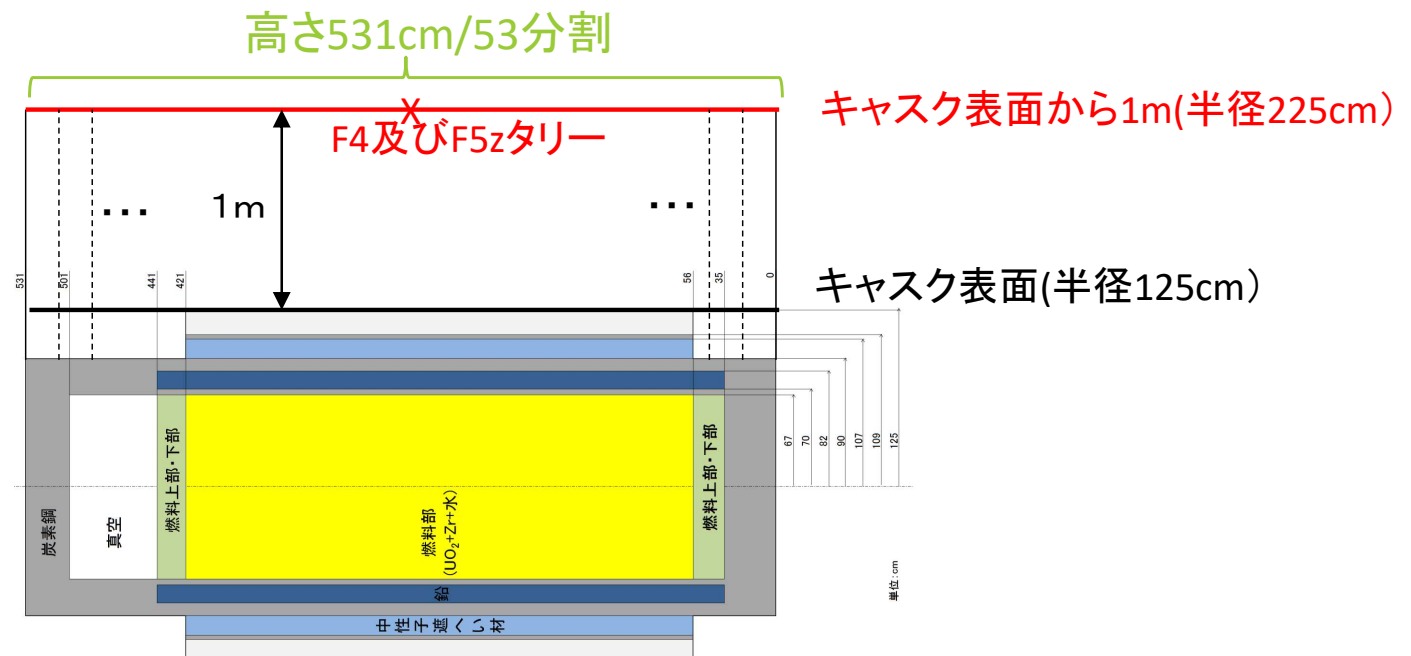 高さ531cm/53分割
キャスク表面から1m(半径225cm）
X
F4及びF5zタリー
･･･
1m
･･･
キャスク表面(半径125cm）
531
501
441
421
56
35
0
67
70
82
90
107
109
125
炭素鋼
真空
燃料上部・下部
燃料部
(UO2+Zr+水)
燃料上部・下部
鉛
中性子遮へい材
単位:cm